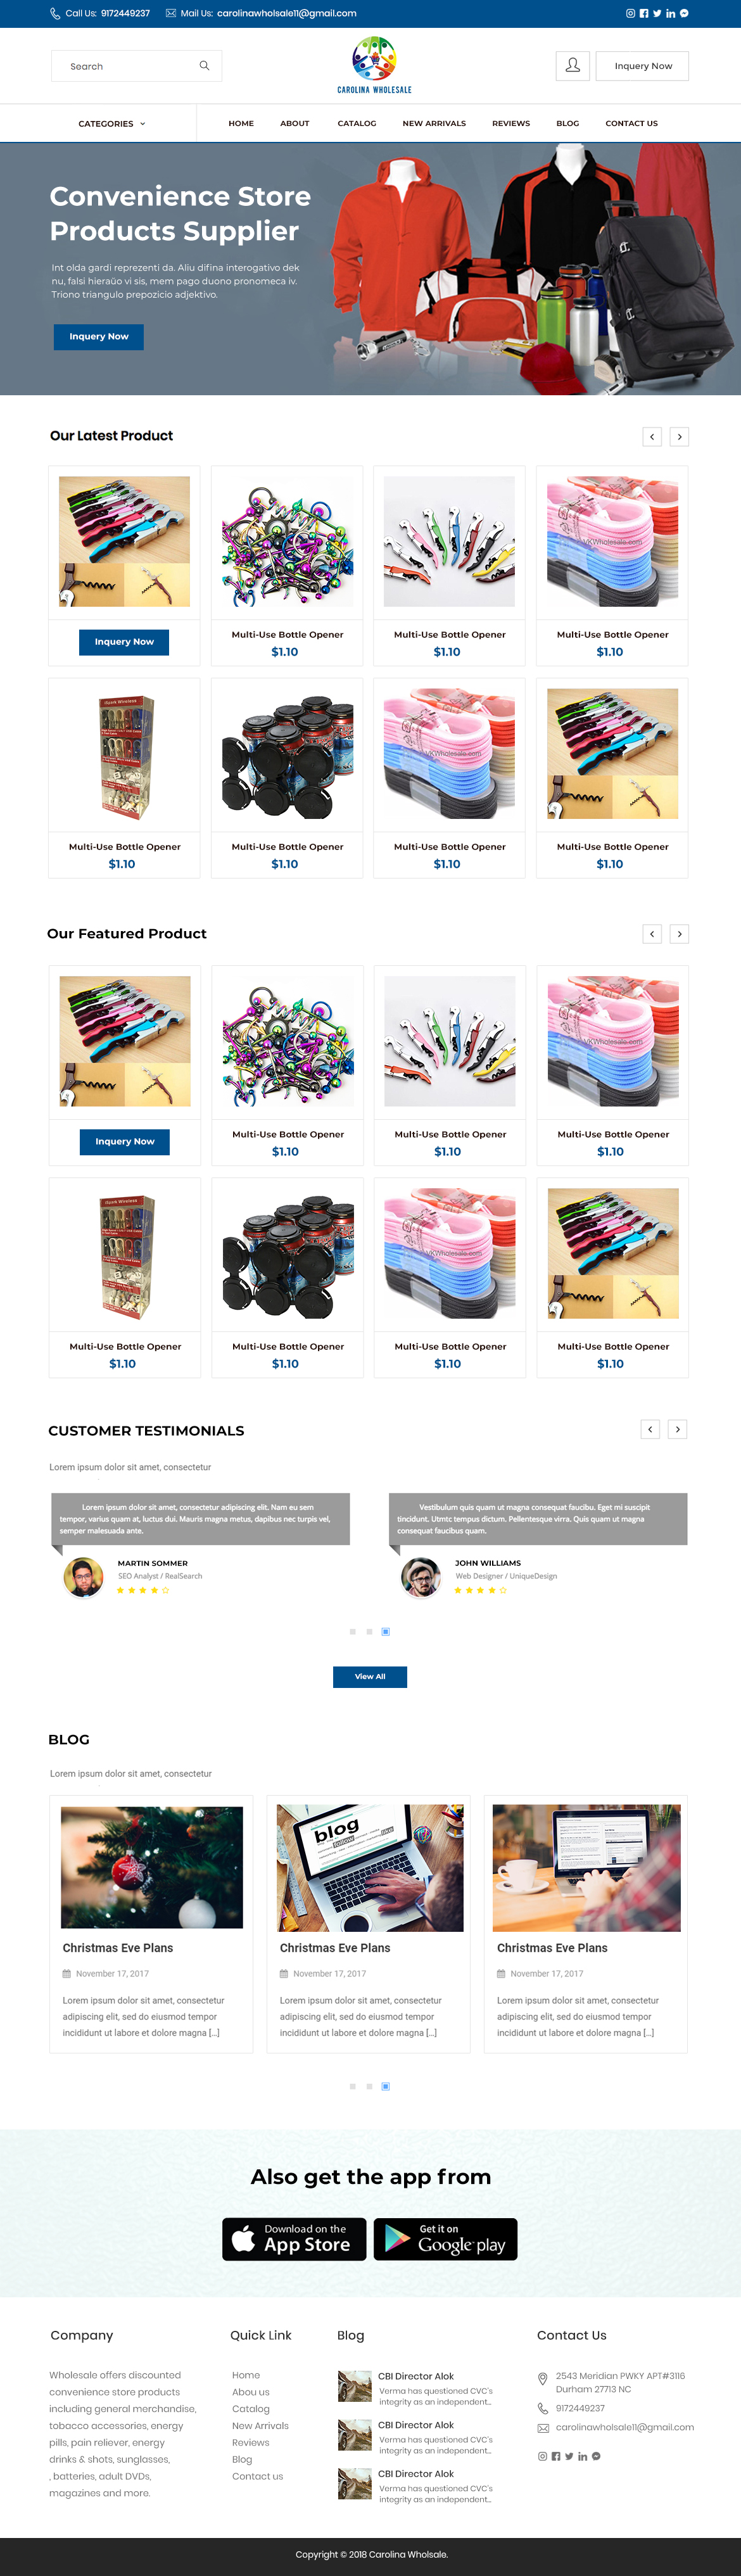 Call Us: 9172449237 Mail Us: carolinawholsale11@gmail.com
Search
CAROLINA WHOLESALE
Inquery Now
CATEGORIES
HOME ABOUT CATALOG NEW ARRIVALS REVIEWS BLOG CONTACT US
Convenience Store
Products Supplier
Int olda gardi reprezenti da. Aliu difina interogativo dek
nu, falsi hieraŭo vi sis, mem pago duono pronomeca iv.
Triono triangulo prepozicio adjektivo.
Inquery Now
Our Latest Product
VKWholesale.com
Inquery Now
Multi-Use Bottle Opener
$1.10
Multi-Use Bottle Opener
$1.10
Multi-Use Bottle Opener
$1.10
iSpark Wireless
VKWholesale.com
Multi-Use Bottle Opener
$1.10
Multi-Use Bottle Opener
$1.10
Multi-Use Bottle Opener
$1.10
Multi-Use Bottle Opener
$1.10
Our Featured Product
VKWholesale.com
Inquery Now
Multi-Use Bottle Opener
$1.10
Multi-Use Bottle Opener
$1.10
Multi-Use Bottle Opener
$1.10
iSpark Wireless
VKWholesale.com
Multi-Use Bottle Opener
$1.10
Multi-Use Bottle Opener
$1.10
Multi-Use Bottle Opener
$1.10
Multi-Use Bottle Opener
$1.10
CUSTOMER TESTIMONIALS
Lorem ipsum dolor sit amet, consectetur
Lorem ipsum dolor sit amet, consectetur adipiscing elit. Nam eu sem
tempor, varius quam at, luctus dui. Mauris magna metus, dapibus nec turpis vel,
semper malesuada ante.
MARTIN SOMMER
SEO Analyst / RealSearch
Vestibulum quis quam ut magna consequat faucibu. Eget mi suscipit
tincidunt. Utmtc tempus dictum. Pellentesque virra. Quis quam ut magna
consequat faucibus quam.
JOHN WILLIAMS
Web Designer / UniqueDesign
View All
BLOG
Lorem ipsum dolor sit amet, consectetur
blog
follow
Christmas Eve Plans
November 17, 2017
Lorem ipsum dolor sit amet, consectetur
adipiscing elit, sed do eiusmod tempor
incididunt ut labore et dolore magna [...]
Christmas Eve Plans
November 17, 2017
Lorem ipsum dolor sit amet, consectetur
adipiscing elit, sed do eiusmod tempor
incididunt ut labore et dolore magna [...]
Christmas Eve Plans
November 17, 2017
Lorem ipsum dolor sit amet, consectetur
adipiscing elit, sed do eiusmod tempor
incididunt ut labore et dolore magna [...]
Also get the app from
Download on the
App Store
Get it on
Google play
Company
Wholesale offers discounted
convenience store products
including general merchandise,
tobacco accessories, energy
pills, pain reliever, energy
drinks & shots, sunglasses,
, batteries, adult DVDs,
magazines and more.
Quick Link
Home
Abou us
Catalog
New Arrivals
Reviews
Blog
Contact us
Blog
CBI Director Alok
Verma has questioned CVC's
integrity as an independent...
CBI Director Alok
Verma has questioned CVC's
integrity as an independent...
CBI Director Alok
Verma has questioned CVC's
integrity as an independent...
Contact Us
2543 Meridian PWKY APT#3116
Durham 27713 NC
9172449237
carolinawholsale11@gmail.com
Copyright © 2018 Carolina Wholsale.